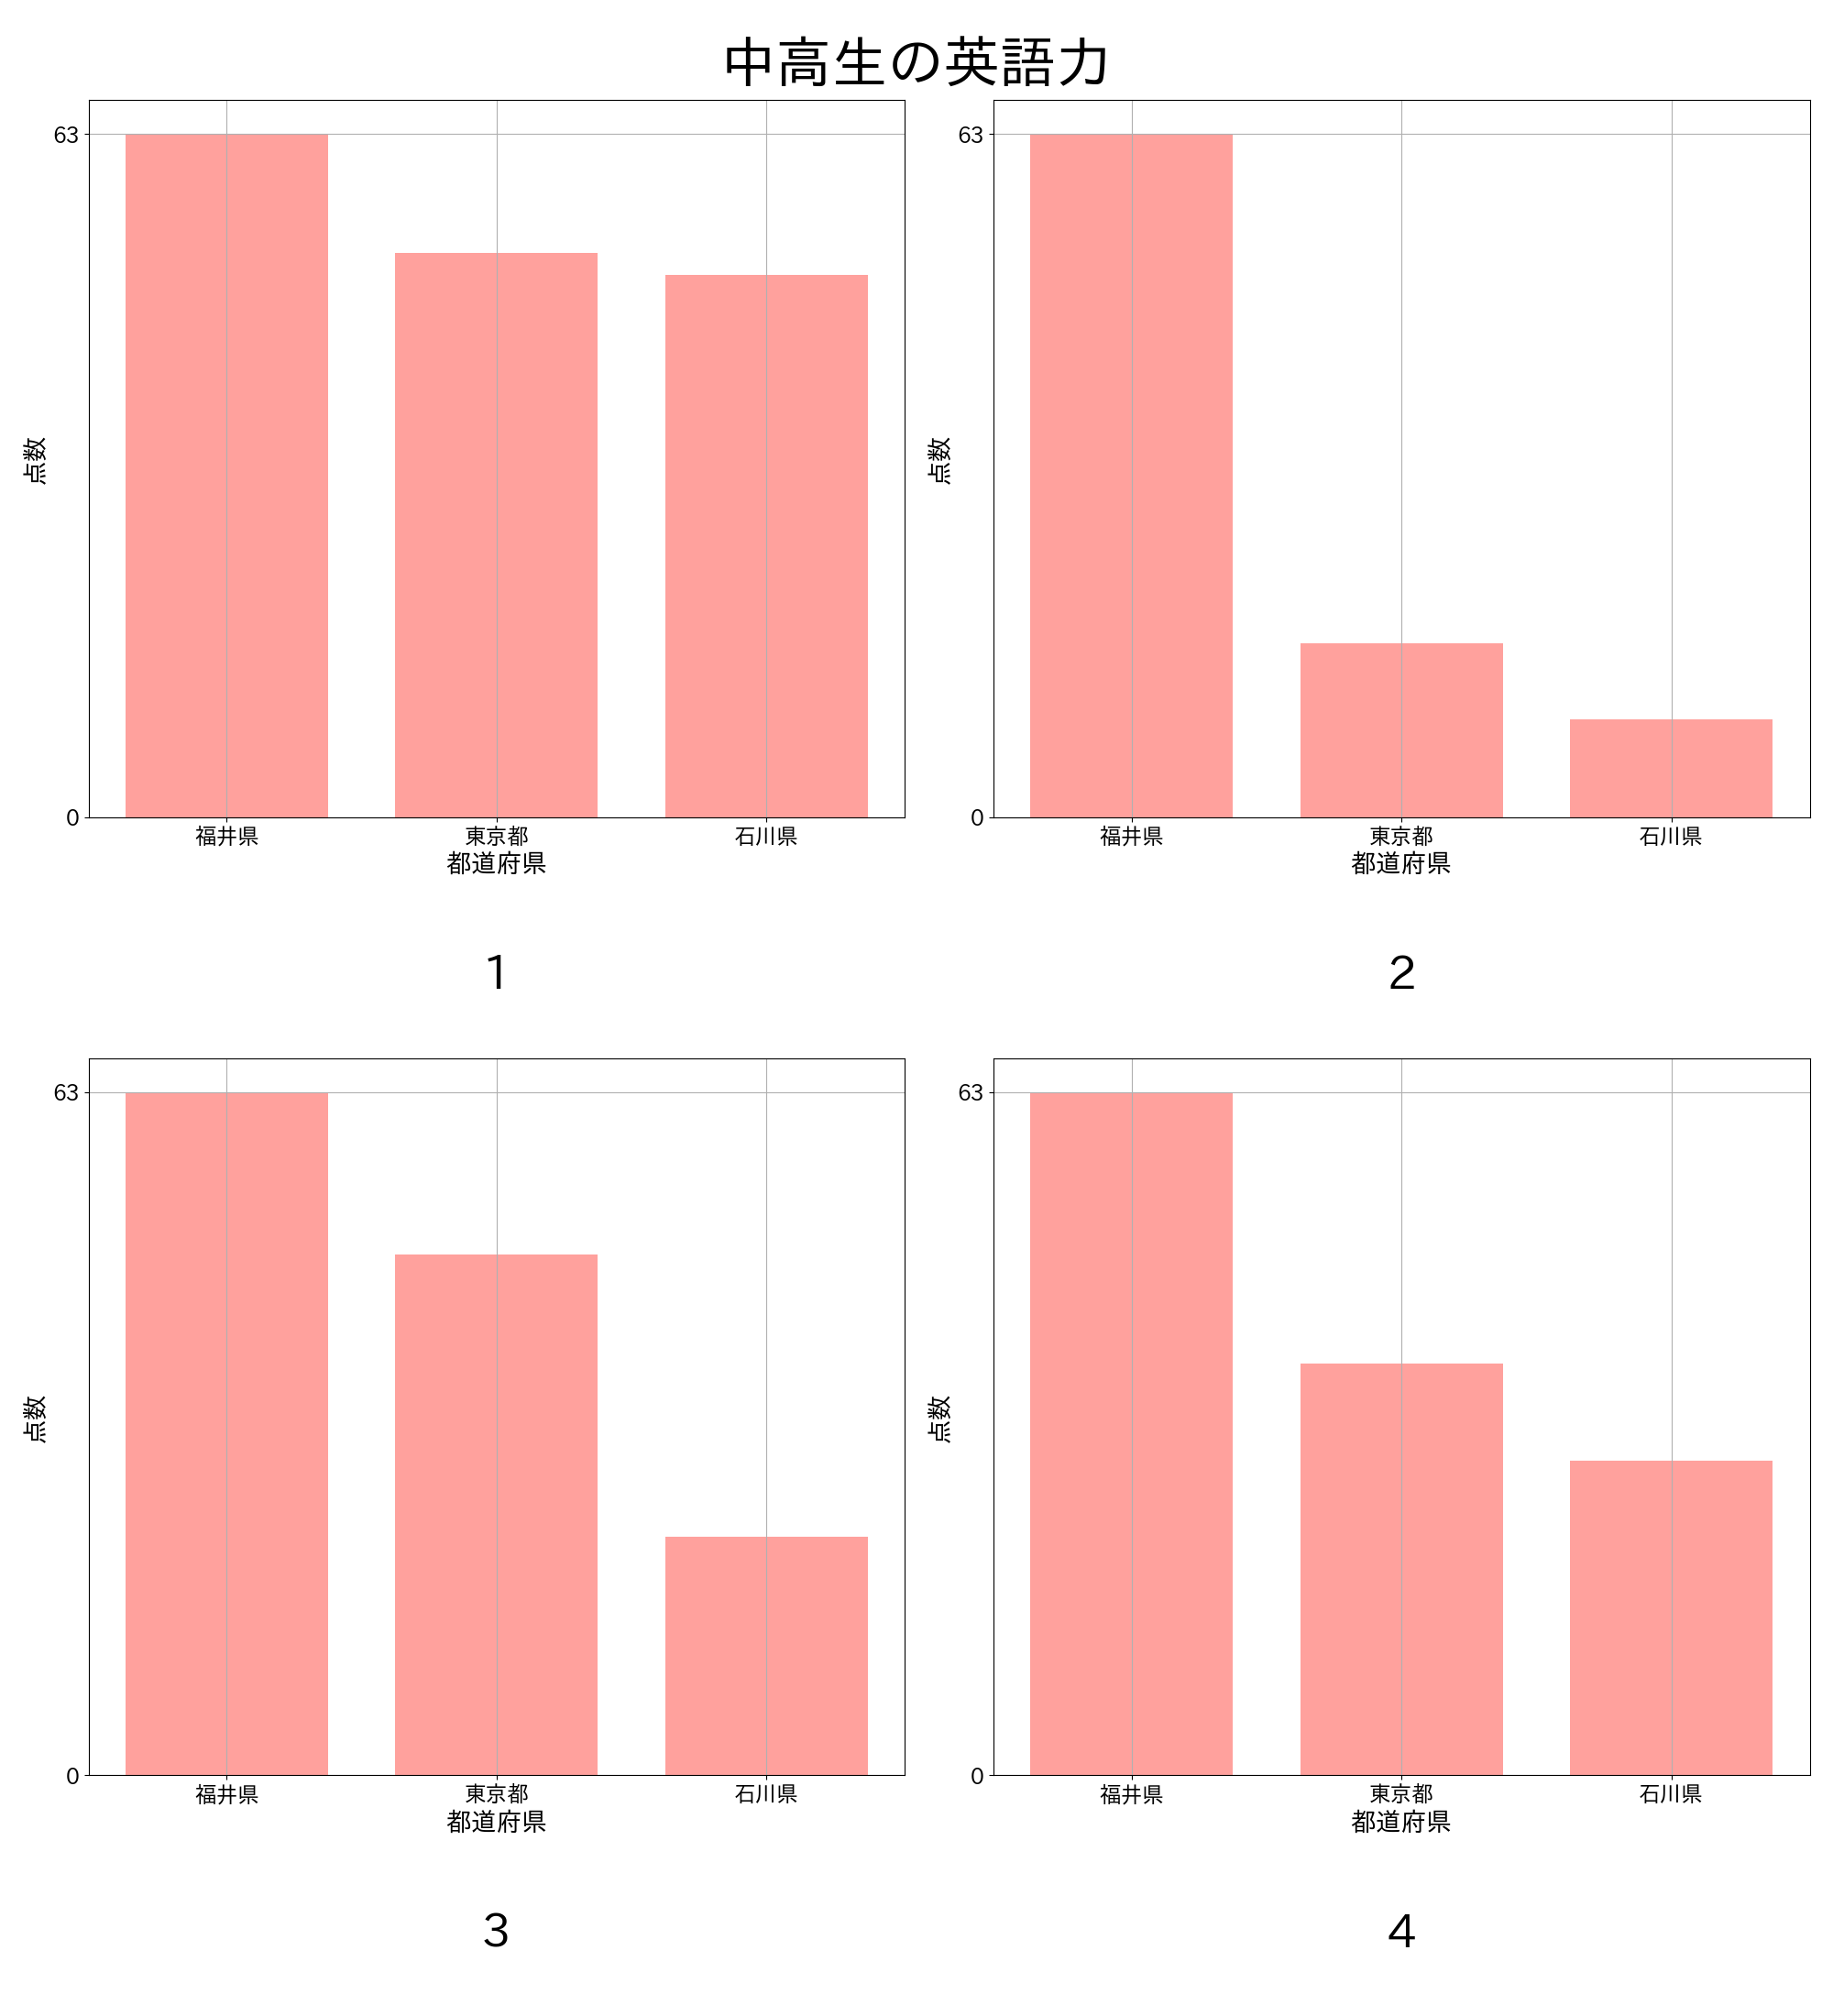 中高生の英語力
63
0
点数
福井県 東京都 石川県
都道府県
1
63
0
点数
福井県 東京都 石川県
都道府県
2
63
0
点数
福井県 東京都 石川県
都道府県
3
63
0
点数
福井県 東京都 石川県
都道府県
4